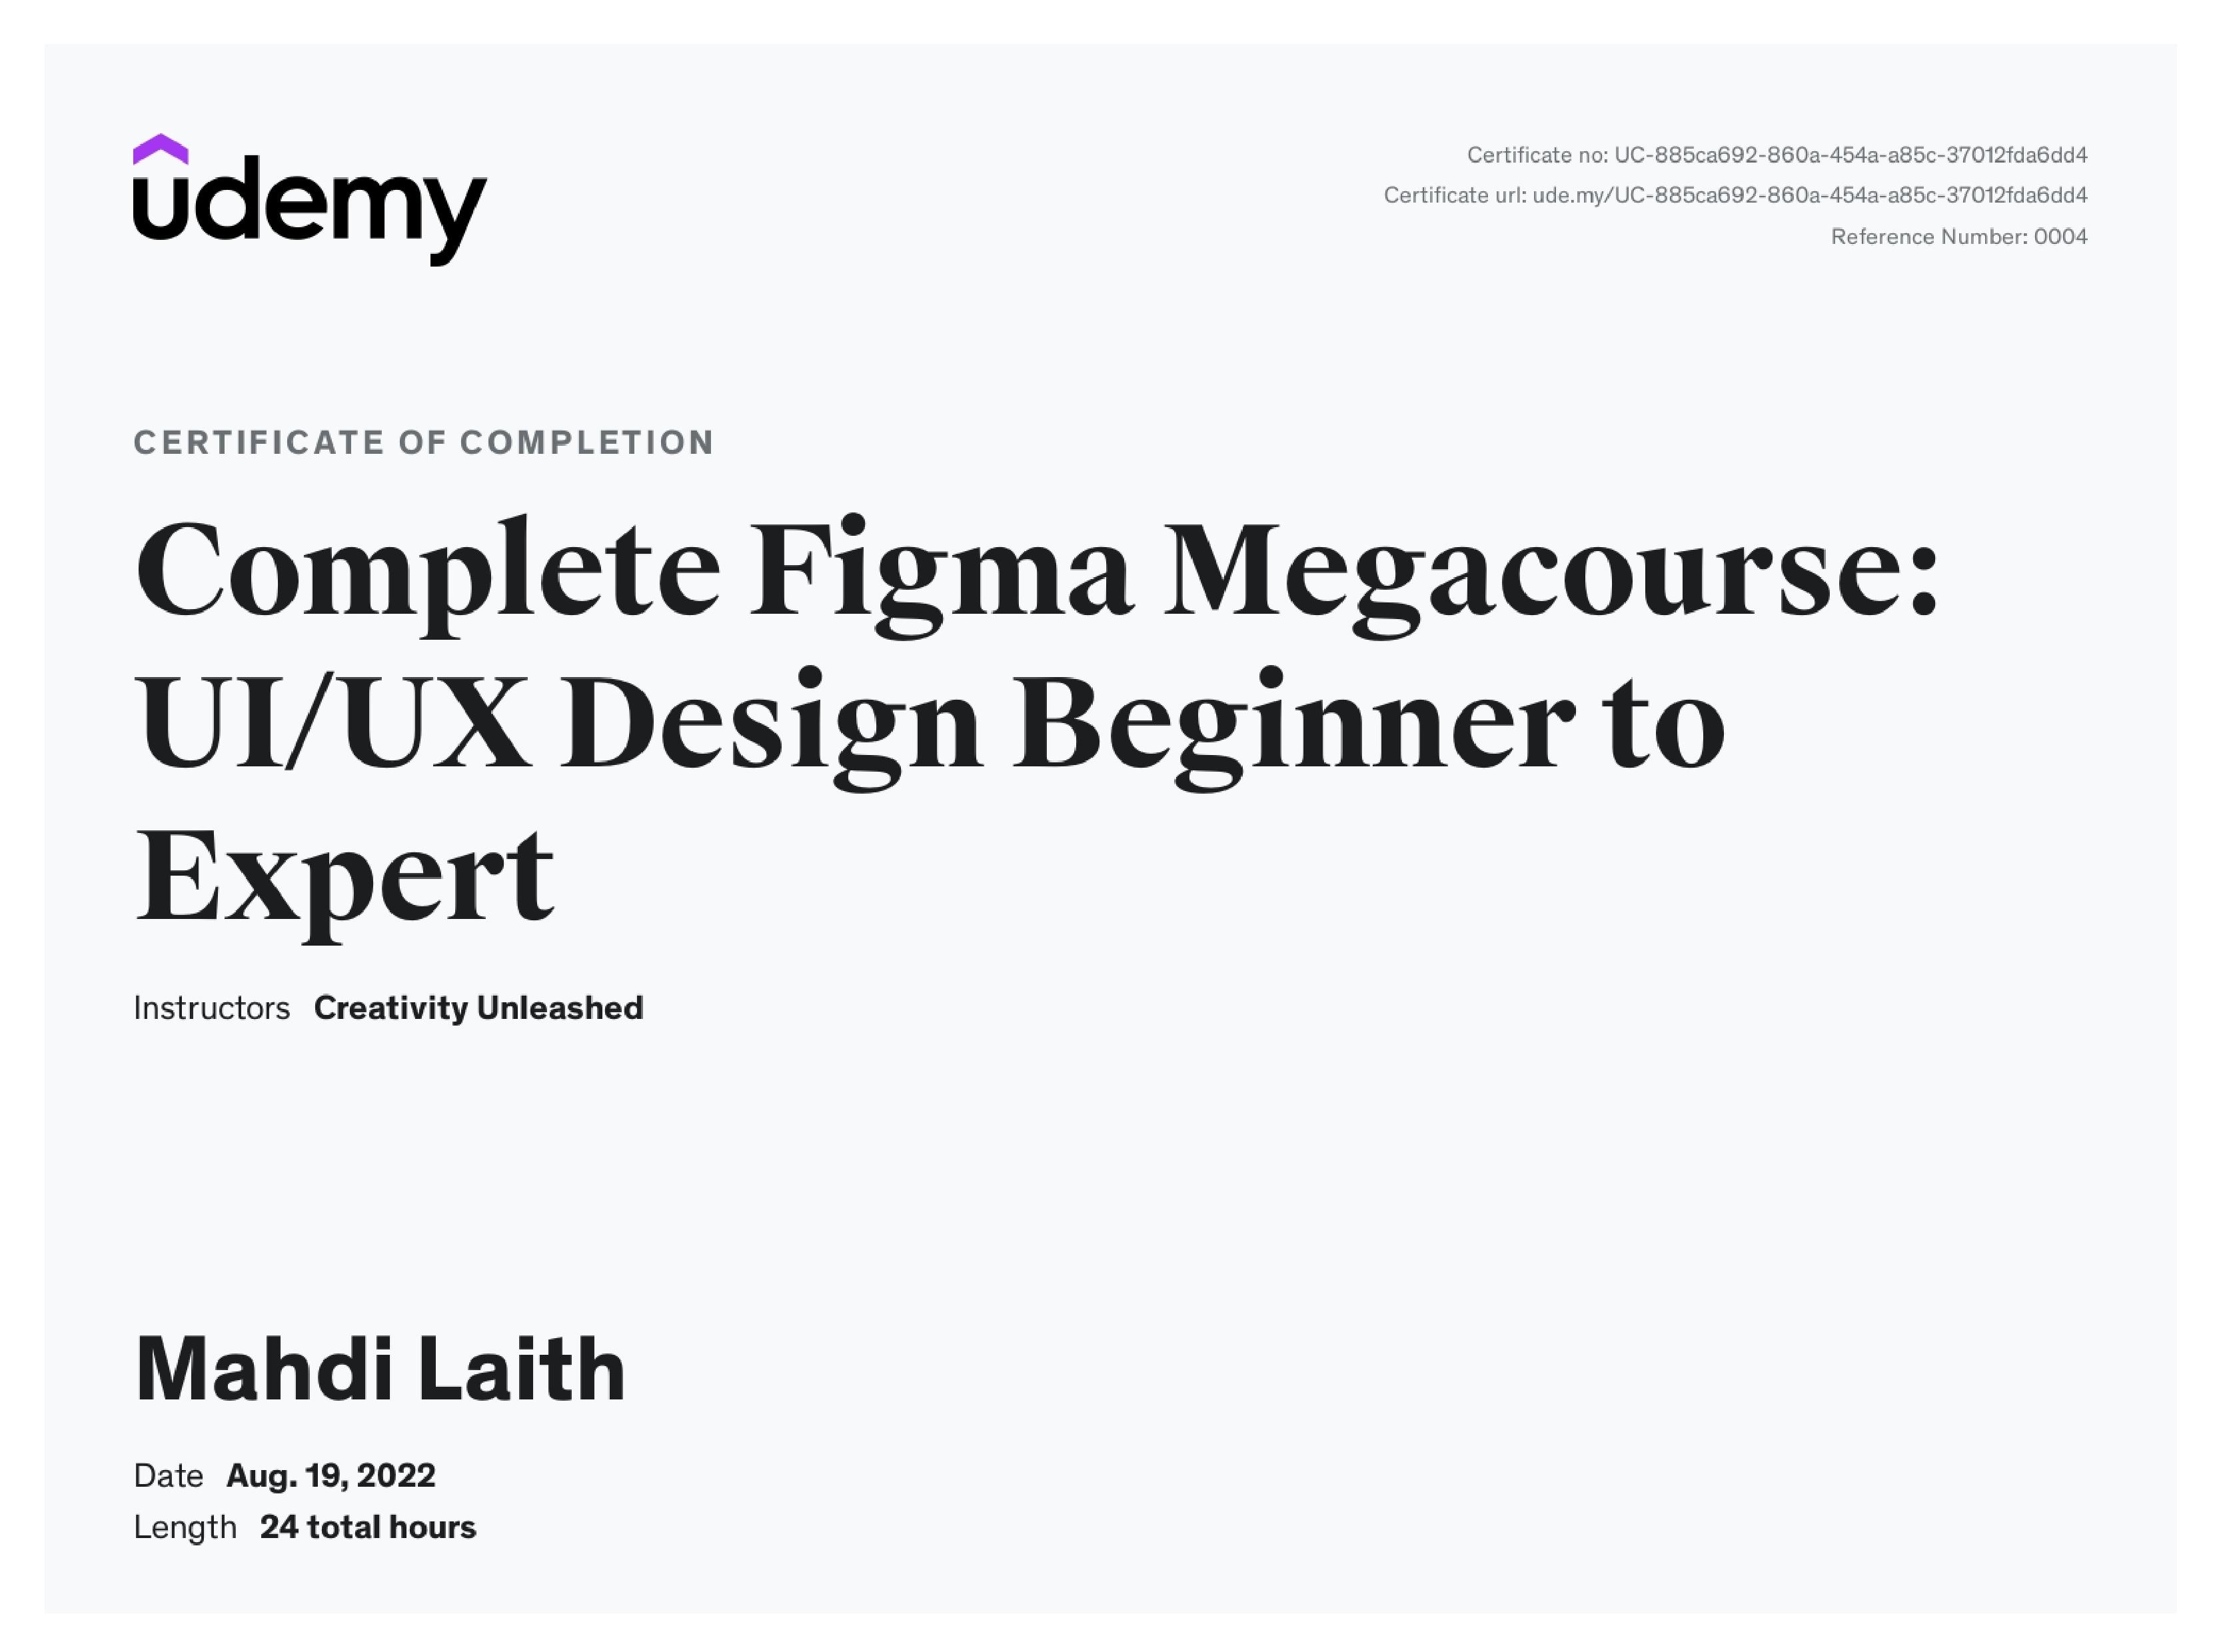 udemy
Certificate no: UC-885ca692-860a-454a-a85c-37012fda6dd4
Certificate url: ude.my/UC-885ca692-860a-454a-a85c-37012fda6dd4
Reference Number: 0004
CERTIFICATE OF COMPLETION
Complete Figma Megacourse:
UI/UX Design Beginner to
Expert
Instructors Creativity Unleashed
Mahdi Laith
Date Aug. 19, 2022
Length 24 total hours